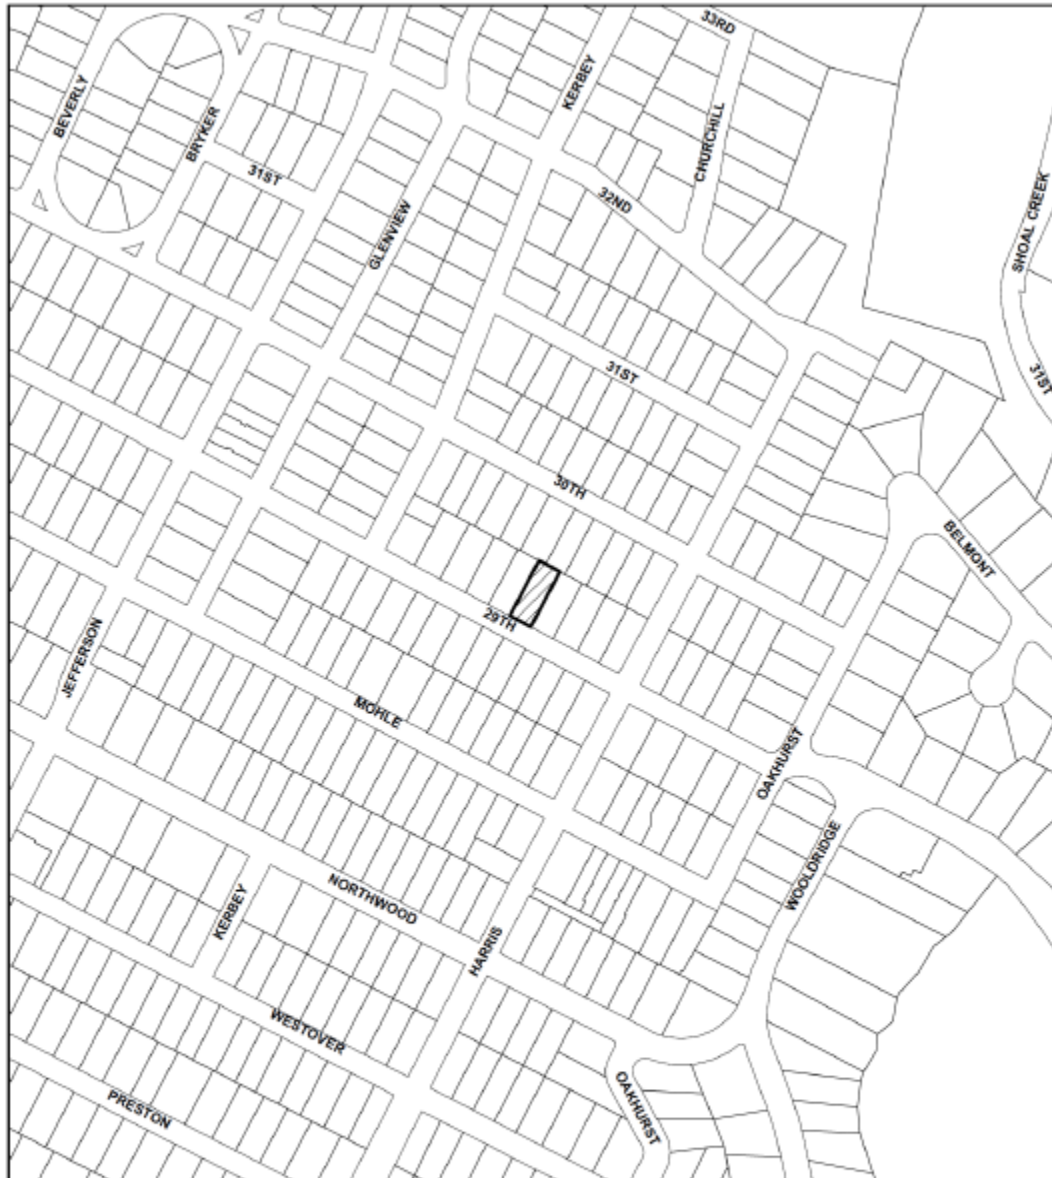 33RD
KERBEY
BEVERLY
BRYKER
CHURCHILL
31ST
32ND
GLENVIEW
SHOAL CREEK
31ST
31ST
30TH
BELMONT
29TH
JEFFERSON
MOHLE
OAKHURST
WOOLDRIDGE
NORTHWOOD
KERBEY
HARRIS
WESTOVER
OAKHURST
PRESTON